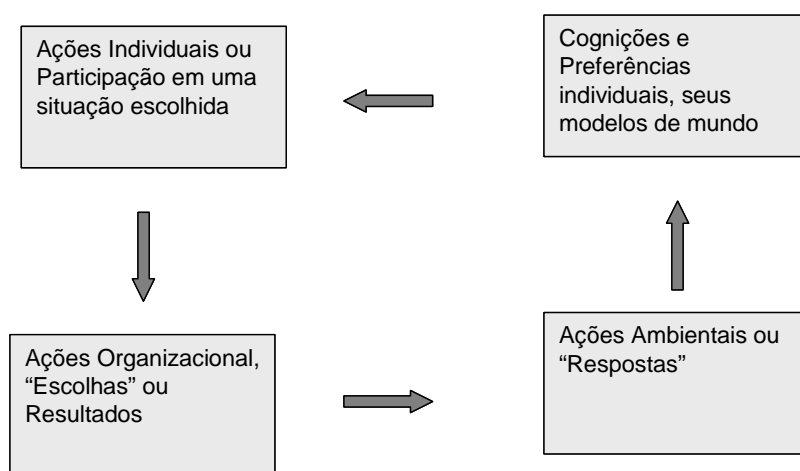 Ações Individuais ou
Participação em uma
situação escolhida
Cognições e
Preferências
individuais, seus
modelos de mundo
Ações Organizacional,
“Escolhas” ou
Resultados
Ações Ambientais ou
“Respostas”